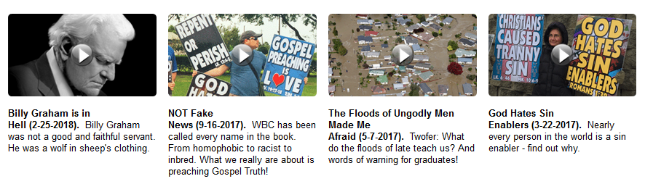 REPENT
or
PERISH
GOD
HATE
GOSPEL
PREACHING
IS
LOVE
CHRISTIANS
CAUSED
TRANNY
SIN
GOD
HATES
SIN
ENABLERS
ROMANS 1:32
Billy Graham is in
Hell (2-25-2018).  Billy Graham
was not a good and faithful servant.
He was a wolf in sheep's clothing.
NOT Fake
News (9-16-2017).  WBC has been
called every name in the book.
From homophobic to racist to
inbred. What we really are about is
preaching Gospel Truth!
The Floods of Ungodly Men
Made Me
Afraid (5-7-2017).  Twofer: What
do the floods of late teach us? And
words of warning for graduates!
God Hates Sin
Enablers (3-22-2017).  Nearly
every person in the world is a sin
enabler - find out why.